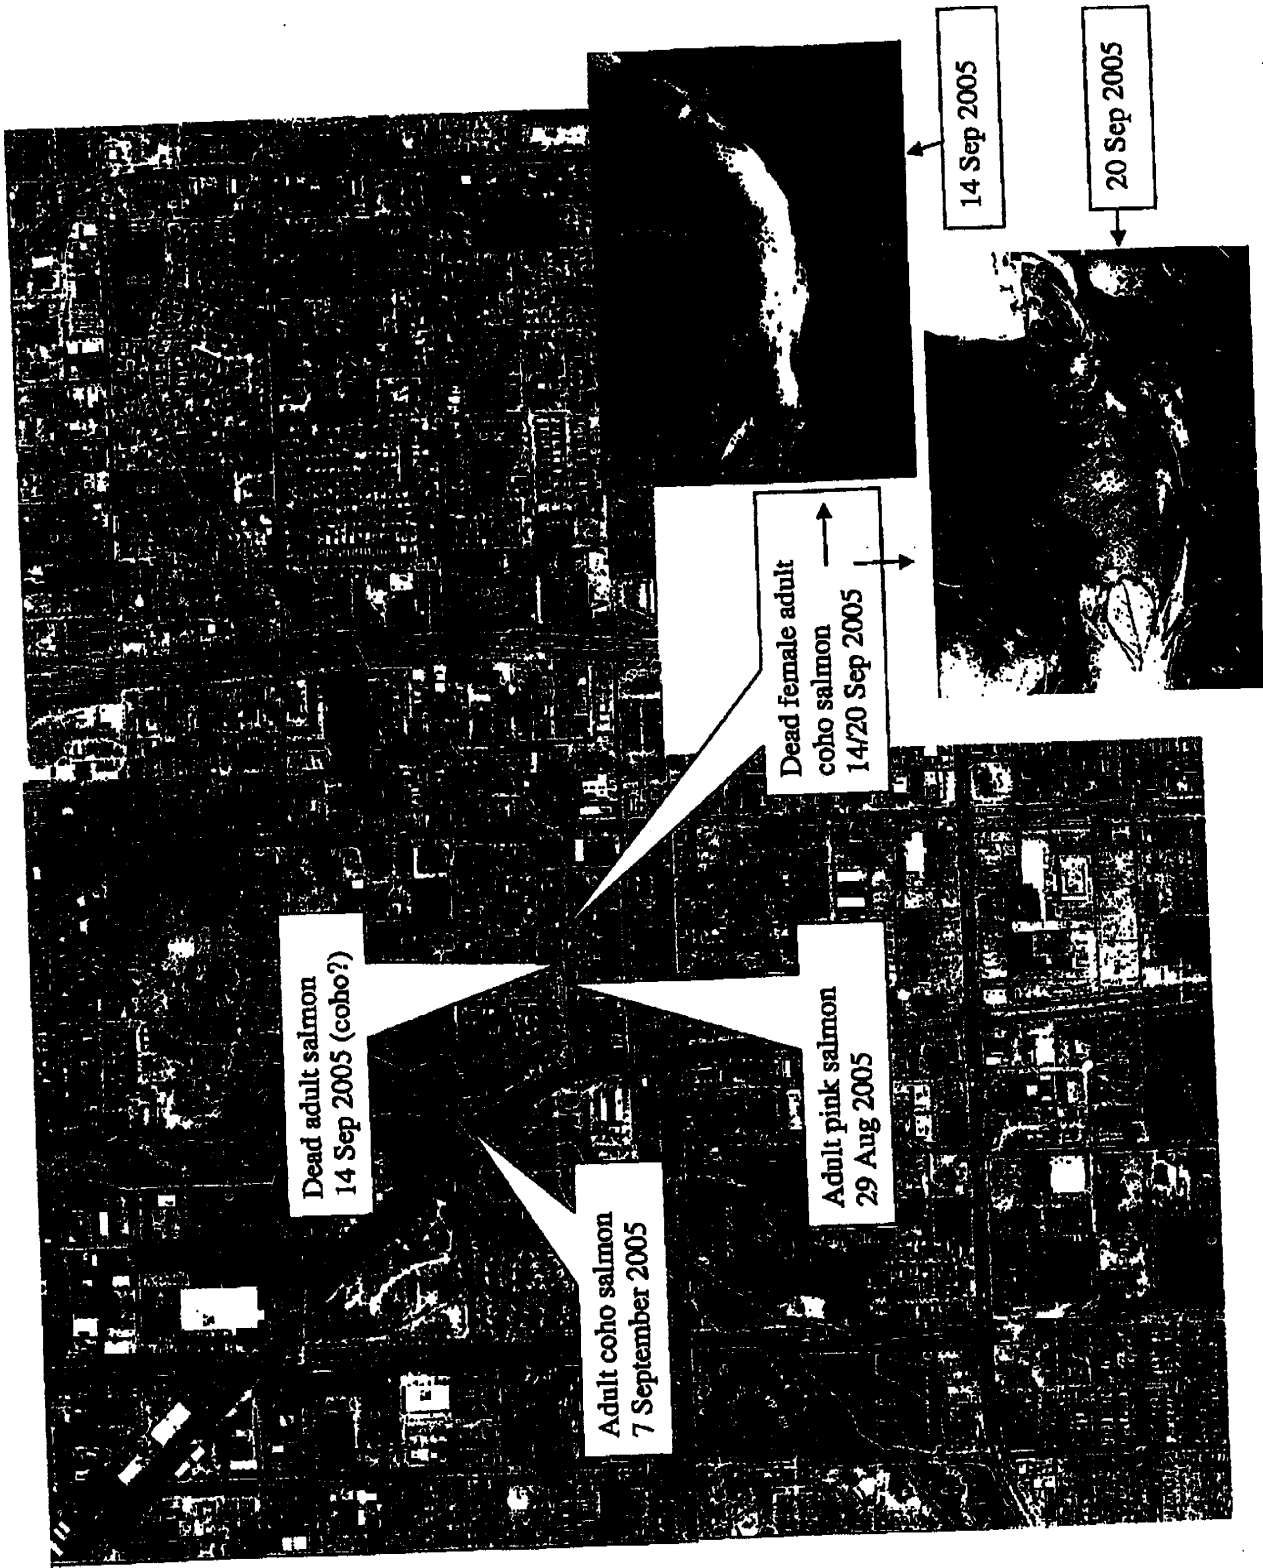 Dead adult salmon
14 Sep 2005 (coho?)
Adult coho salmon
7 September 2005
Adult pink salmon
29 Aug 2005
Dead female adult
coho salmon
14/20 Sep 2005
14 Sep 2005
20 Sep 2005